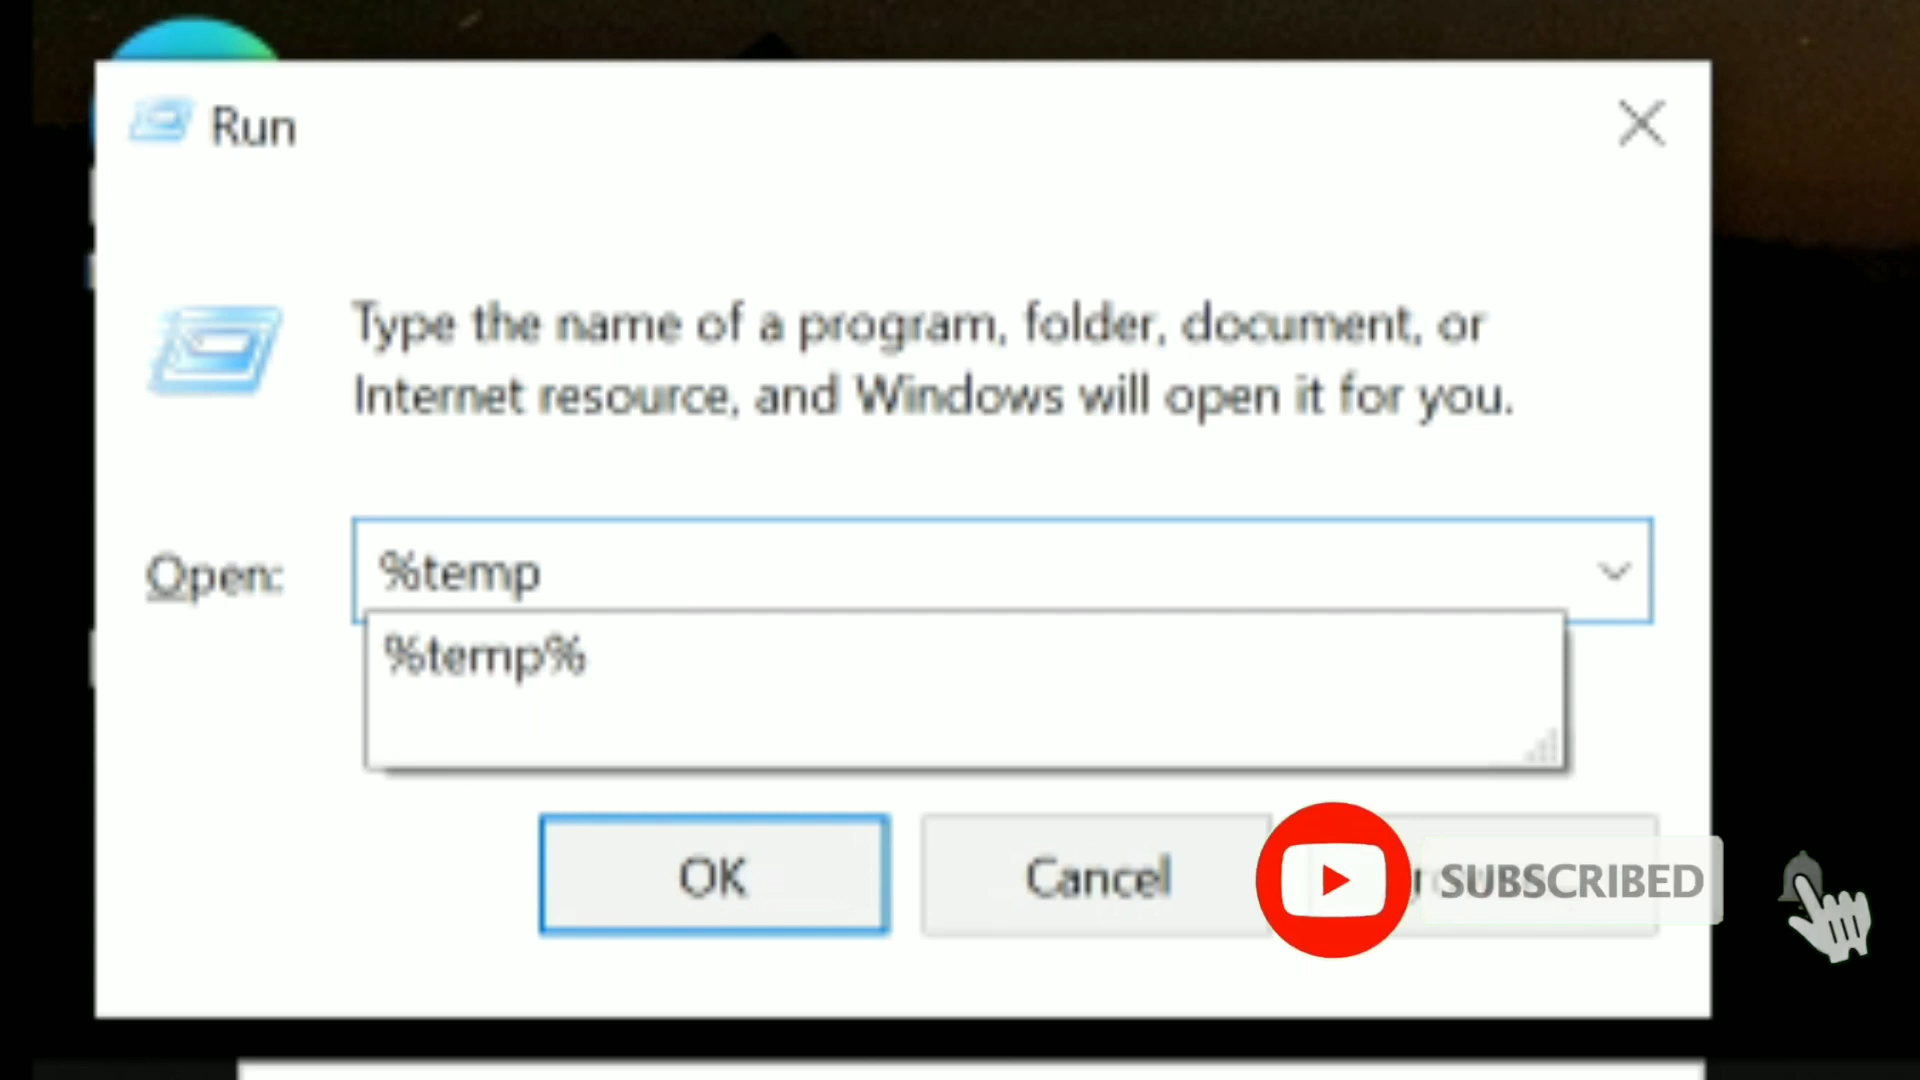 Run
Type the name of a program, folder, document, or
Internet resource, and Windows will open it for you.
Open:
%temp
%temp%
OK
Cancel
SUBSCRIBED